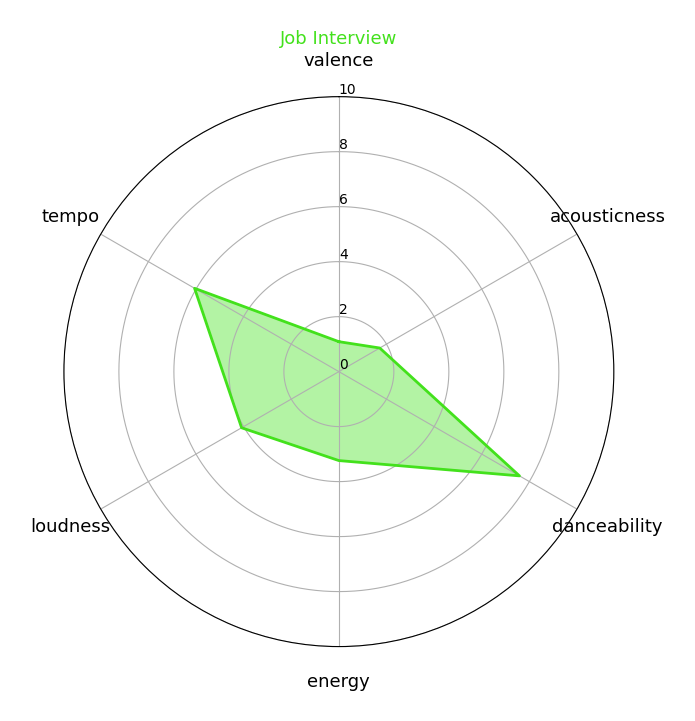 Job Interview
valence
10
8
tempo
6
acousticness
4
2
0
loudness
danceability
energy